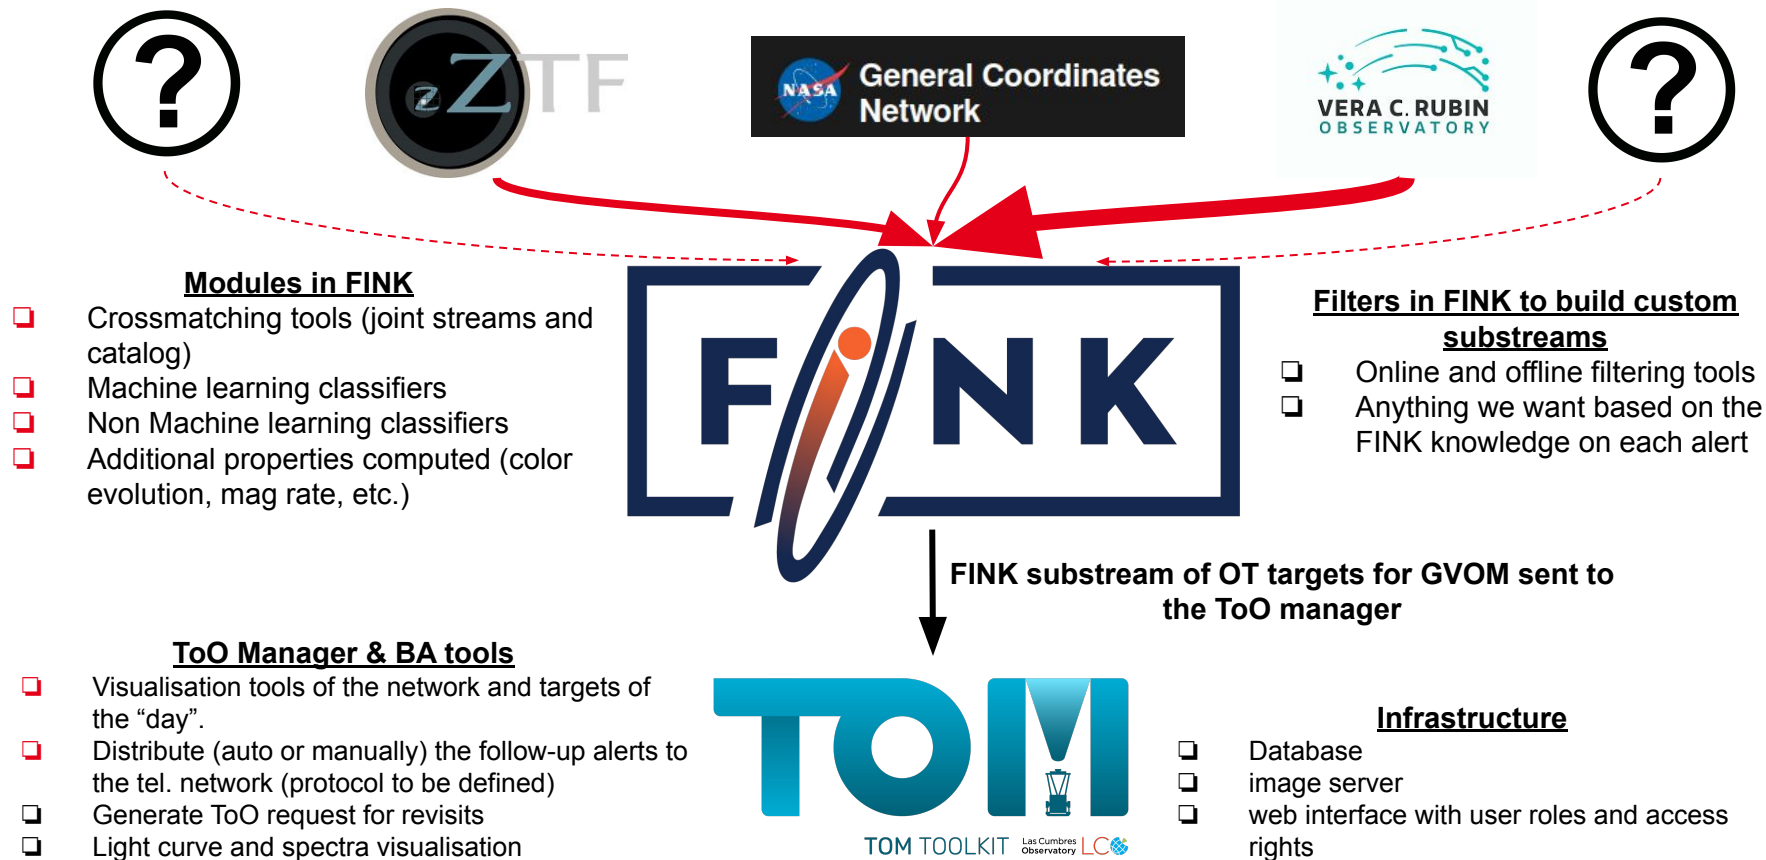 ?
z ZTF
NASA
General Coordinates
Network
VERA C. RUBIN
OBSERVATORY
?
Modules in FINK
❏ Crossmatching tools (joint streams and
catalog)
❏ Machine learning classifiers
❏ Non Machine learning classifiers
❏ Additional properties computed (color
evolution, mag rate, etc.)
FINK
Filters in FINK to build custom
substreams
❏ Online and offline filtering tools
❏ Anything we want based on the
FINK knowledge on each alert
FINK substream of OT targets for GVOM sent to
the ToO manager
ToO Manager & BA tools
❏ Visualisation tools of the network and targets of
the “day”.
❏ Distribute (auto or manually) the follow-up alerts to
the tel. network (protocol to be defined)
❏ Generate ToO request for revisits
❏ Light curve and spectra visualisation
TOM
TOM TOOLKIT
Las Cumbres
Observatory
LCO
Infrastructure
❏ Database
❏ image server
❏ web interface with user roles and access
rights